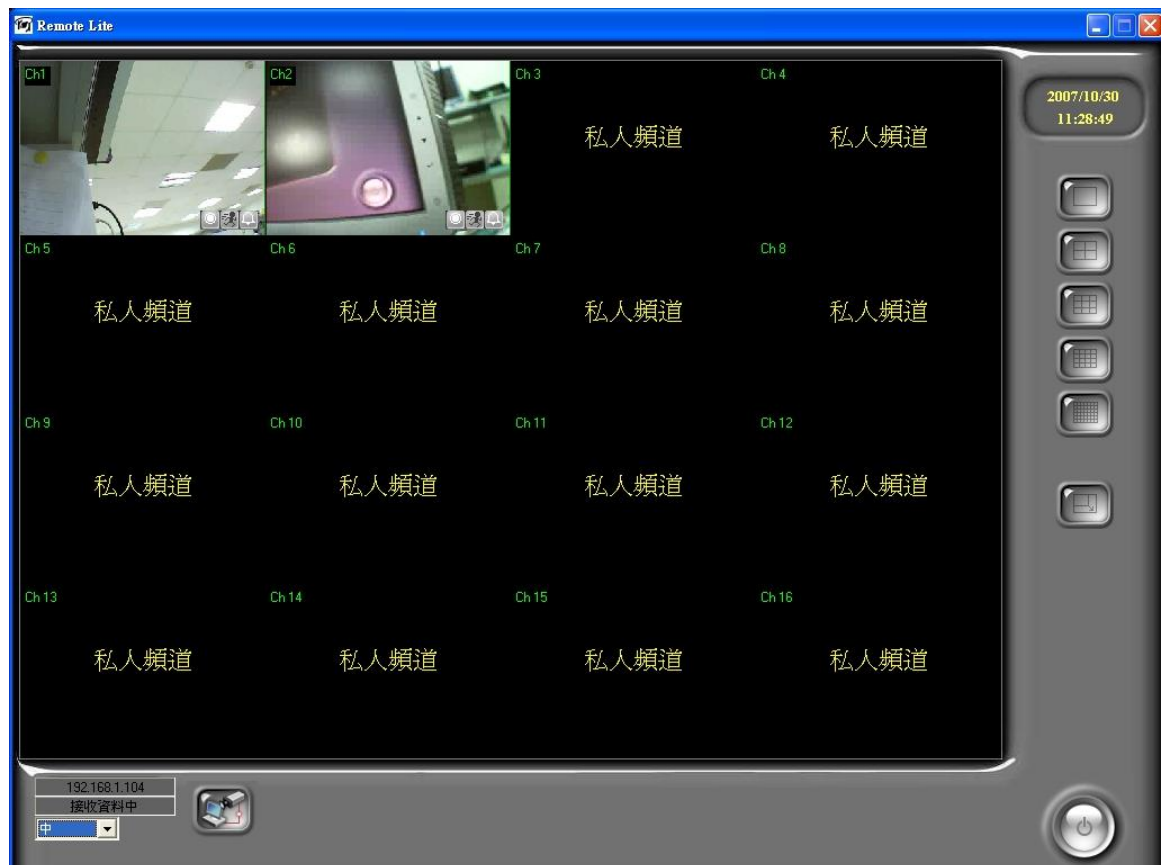 Remote Lite
Ch1
Ch2
Ch 3
Ch 4
私人頻道
私人頻道
2007/10/30
11:28:49
Ch 5
Ch 6
Ch 7
Ch 8
私人頻道
私人頻道
私人頻道
私人頻道
Ch 9
Ch 10
Ch 11
Ch 12
私人頻道
私人頻道
私人頻道
私人頻道
Ch 13
Ch 14
Ch 15
Ch 16
私人頻道
私人頻道
私人頻道
私人頻道
192.168.1.104
接收資料中
中